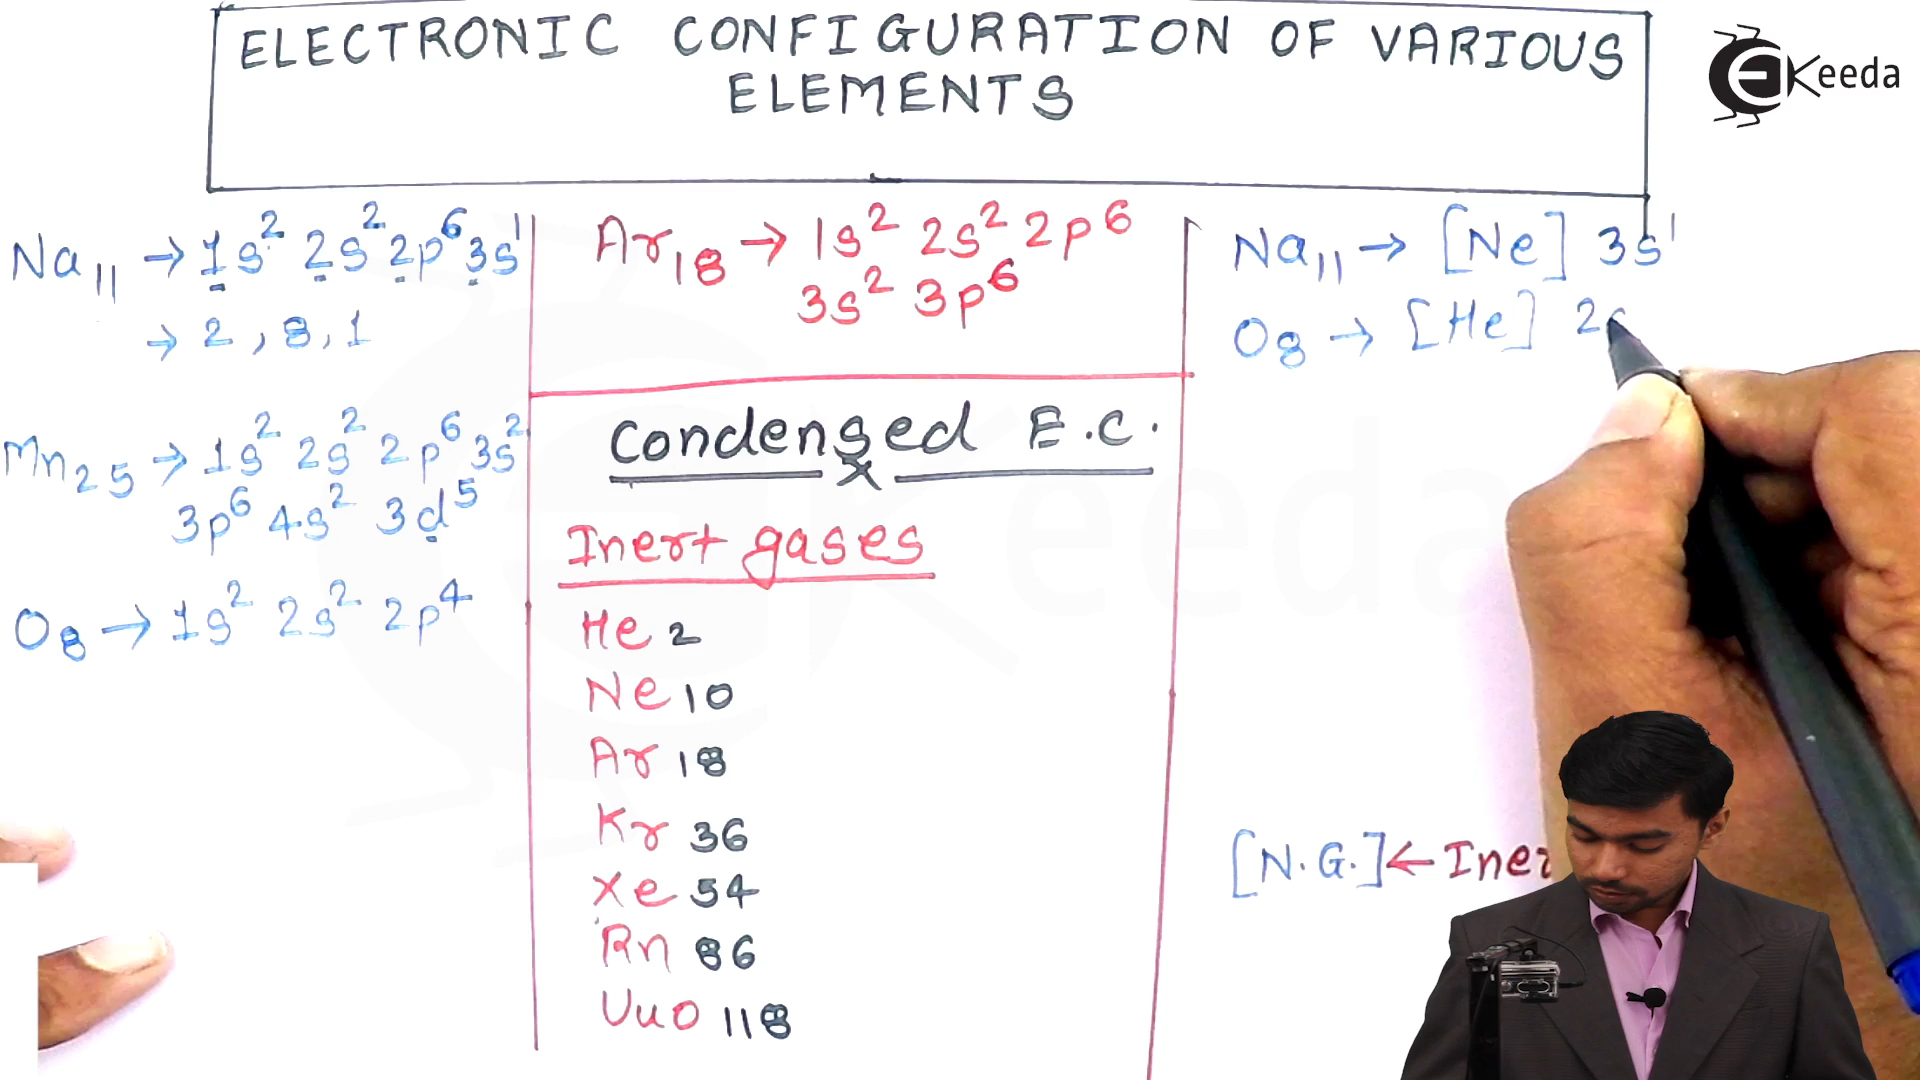 ELECTRONIC CONFIGURATION OF VARIOUS
ELEMENTS
Keeda
Na₁₁ → 1s² 2s² 2p⁶ 3s¹
→ 2, 8, 1
Mn₂₅ → 1s² 2s² 2p⁶ 3s²
3p⁶ 4s² 3d⁵
O₈ → 1s² 2s² 2p⁴
Ar₁₈ → 1s² 2s² 2p⁶
3s² 3p⁶
Condensed E.C.
Inert gases
He 2
Ne 10
Ar 18
Kr 36
Xe 54
Rn 86
Uuo 118
Na₁₁ → [Ne] 3s¹
O₈ → [He] 2s
[N.G.] ←